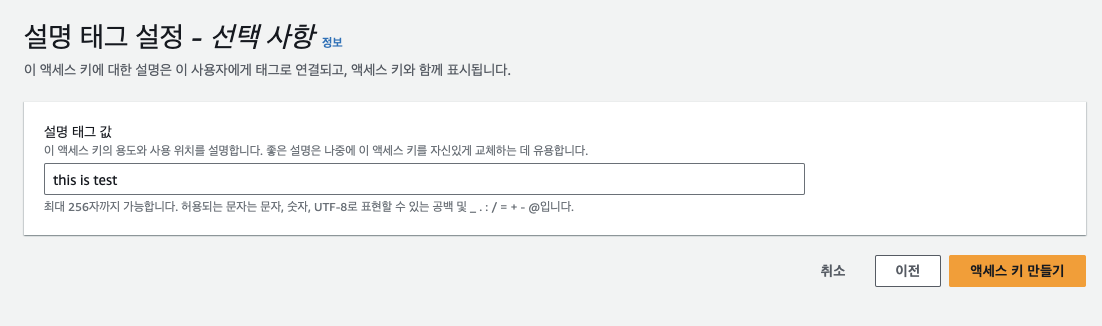 설명 태그 설정 - 선택 사항 정보
이 액세스 키에 대한 설명은 이 사용자에게 태그로 연결되고, 액세스 키와 함께 표시됩니다.
설명 태그 값
이 액세스 키의 용도와 사용 위치를 설명합니다. 좋은 설명은 나중에 이 액세스 키를 자신있게 교체하는 데 유용합니다.
this is test
최대 256자까지 가능합니다. 허용되는 문자는 문자, 숫자, UTF-8로 표현할 수 있는 공백 및 _ . : / = + - @입니다.
취소 이전 액세스 키 만들기